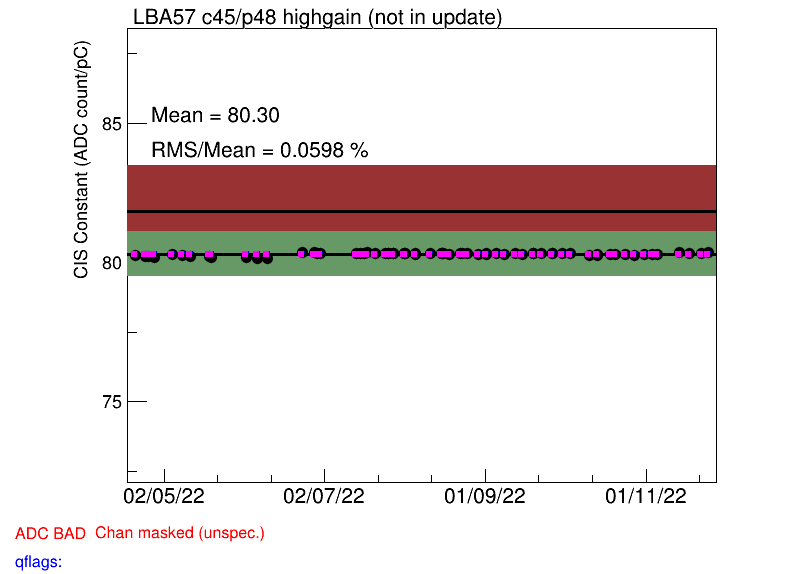 LBA57 c45/p48 highgain (not in update)
CIS Constant (ADC count/pC)
Mean = 80.30
RMS/Mean = 0.0598 %
85
80
75
02/05/22 02/07/22 01/09/22 01/11/22
ADC BAD Chan masked (unspec.)
qflags: